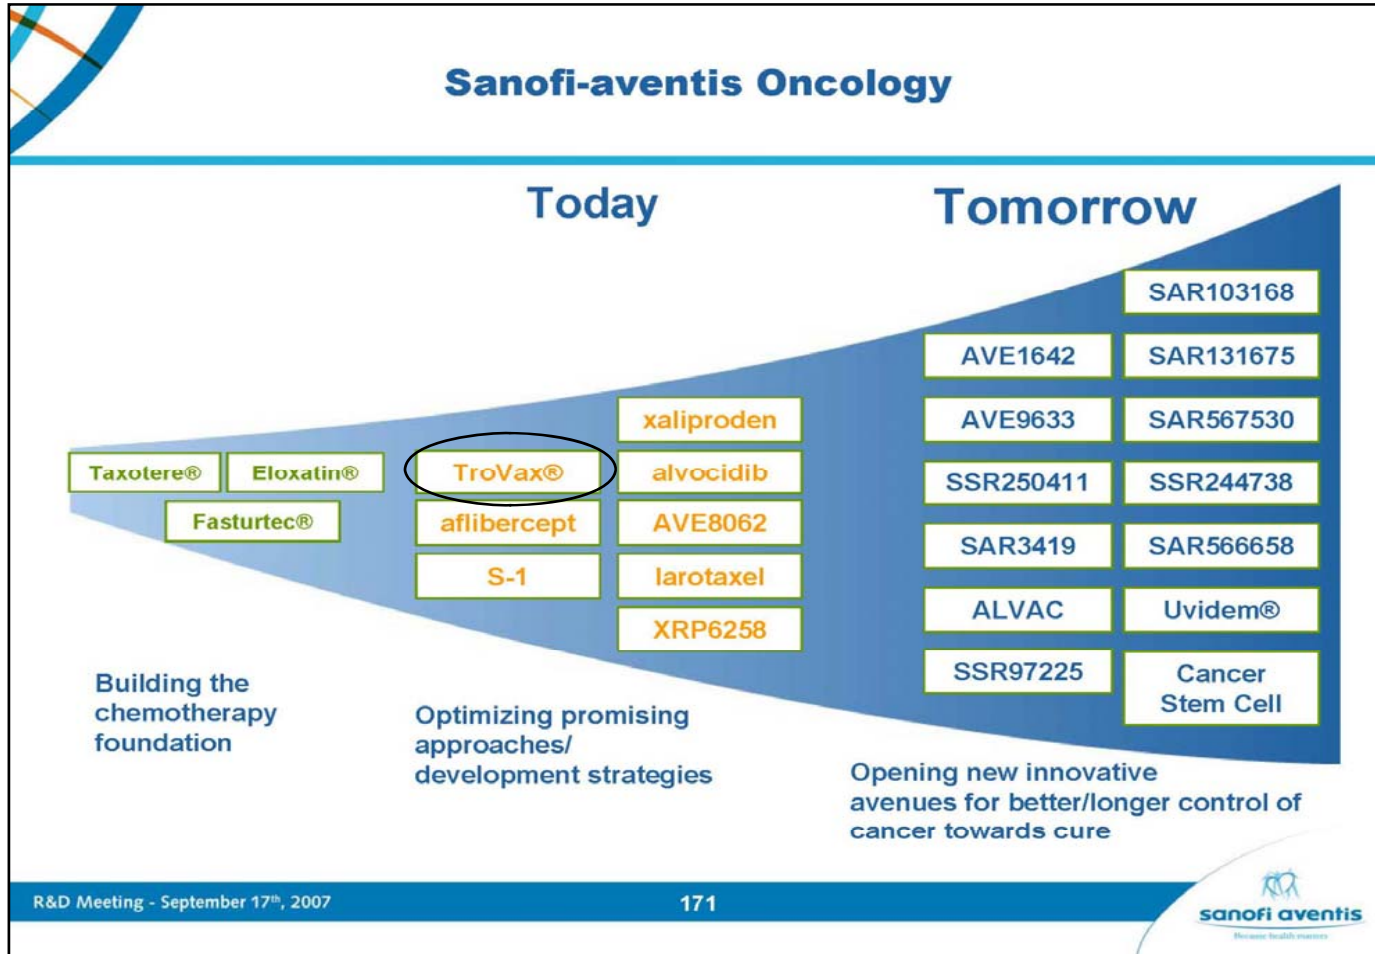 Sanofi-aventis Oncology
Today
Tomorrow
Taxotere®
Eloxatin®
Fasturtec®
TroVax®
aflibercept
S-1
xaliproden
alvocidib
AVE8062
larotaxel
XRP6258
AVE1642
AVE9633
SSR250411
SAR3419
ALVAC
SSR97225
SAR103168
SAR131675
SAR567530
SSR244738
SAR566658
Uvidem®
Cancer
Stem Cell
Building the
chemotherapy
foundation
Optimizing promising
approaches/
development strategies
Opening new innovative
avenues for better/longer control of
cancer towards cure
R&D Meeting - September 17th, 2007
171
sanofi aventis
Because health matters